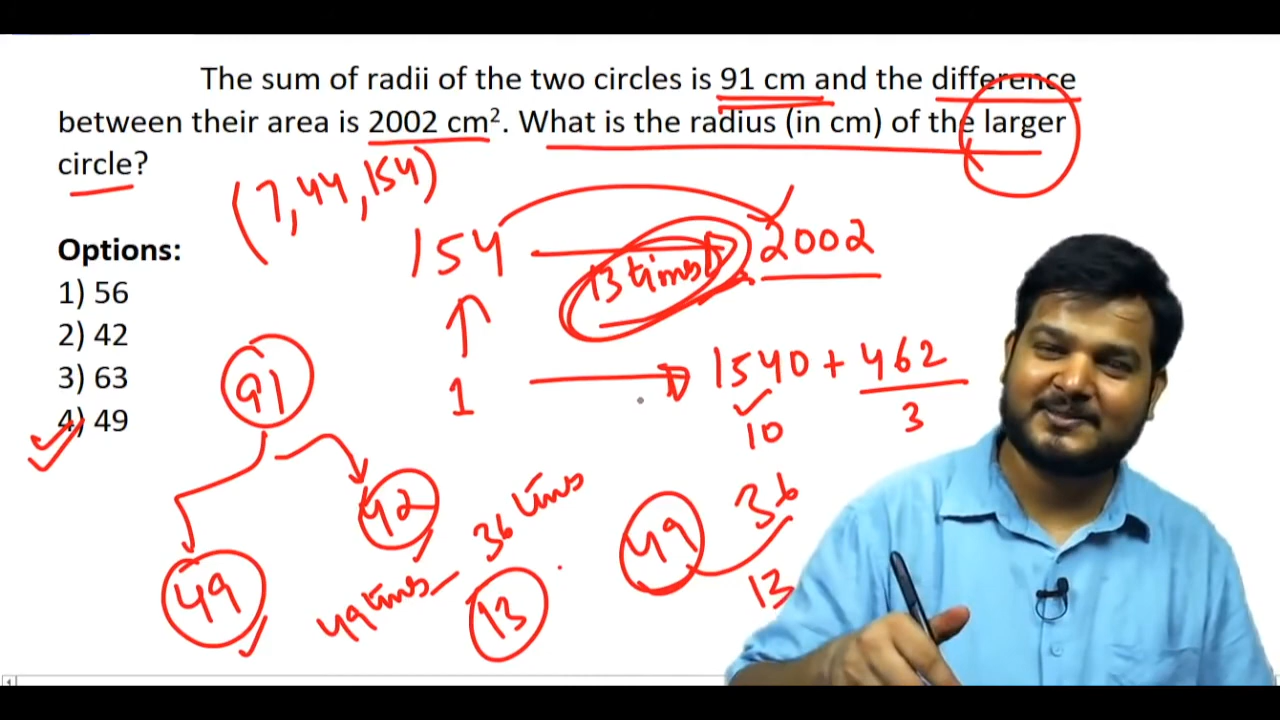 The sum of radii of the two circles is 91 cm and the difference
between their area is 2002 cm². What is the radius (in cm) of the larger
circle?
(7, 44, 154)
154 13 times 2002
Options:
1) 56
2) 42
3) 63
4) 49
1 1540 + 462
10 3
91
49 42
49 times 36 times
13
49 36
13